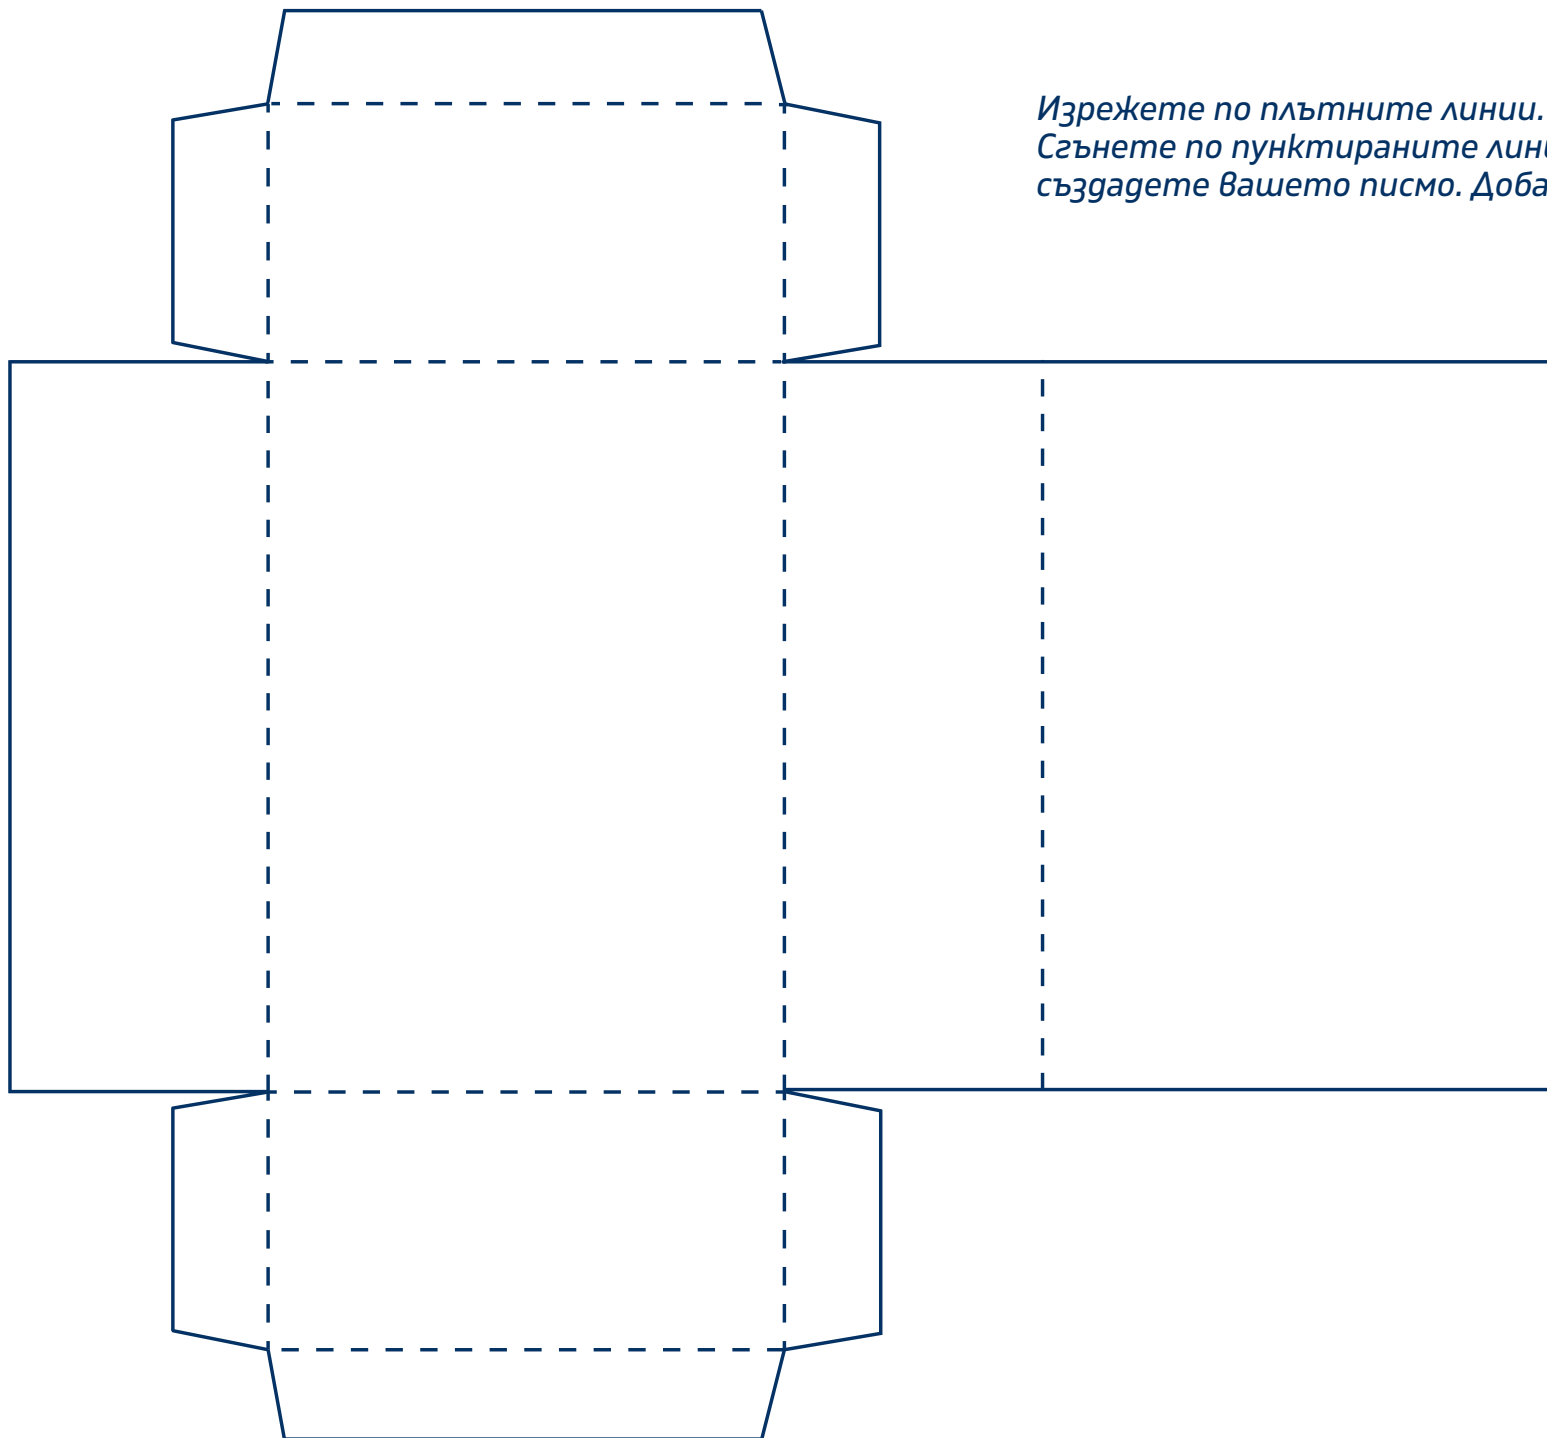 Изрежете по плътните линии.
Сгънете по пунктираните
създадете вашето писмо.